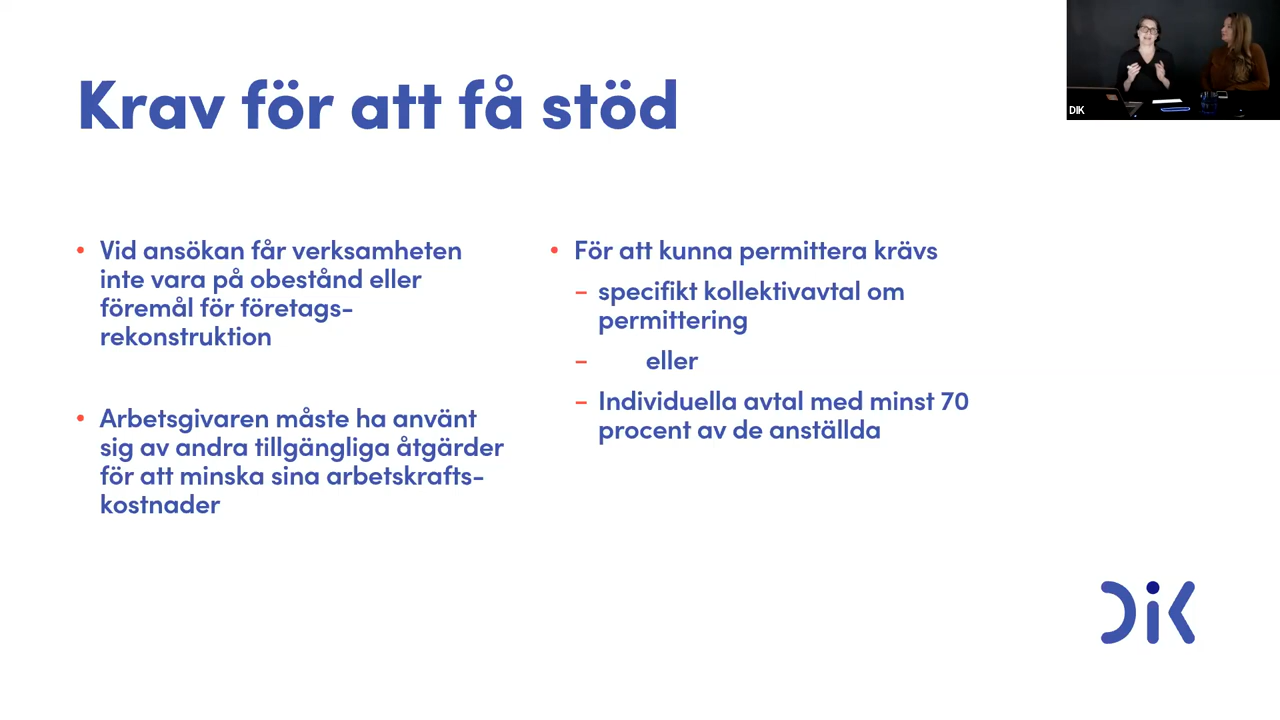 Krav för att få stöd
• Vid ansökan får verksamheten
inte vara på obestånd eller
föremål för företags-
rekonstruktion
• Arbetsgivaren måste ha använt
sig av andra tillgängliga åtgärder
för att minska sina arbetskrafts-
kostnader
• För att kunna permittera krävs
– specifikt kollektivavtal om
permittering
– eller
– Individuella avtal med minst 70
procent av de anställda
DIK
DiK